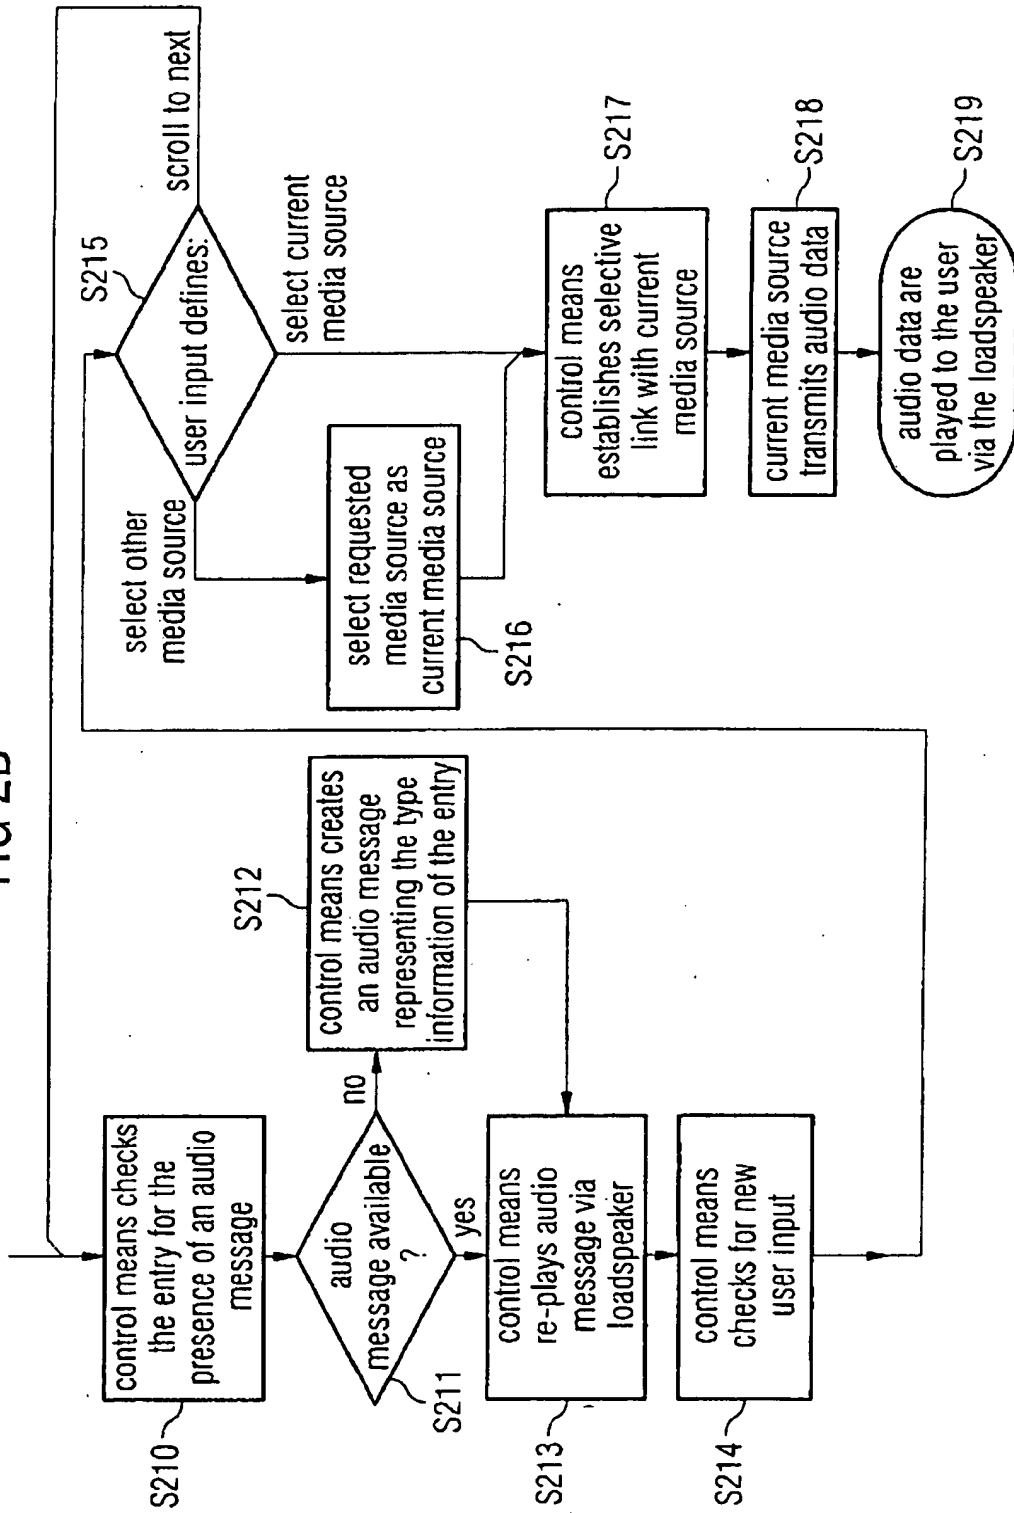 FIG 2B
control means checks
the entry for the
presence of an audio
message
S210
audio
message available
?
S211
no
yes
control means creates
an audio message
representing the type
information of the entry
S212
control means
re-plays audio
message via
loadspeaker
S213
control means
checks for new
user input
S214
user input defines:
S215
scroll to next
select other
media source
select current
media source
select requested
media source as
current media source
S216
control means
establishes selective
link with current
media source
S217
current media source
transmits audio data
S218
audio data are
played to the user
via the loadspeaker
S219